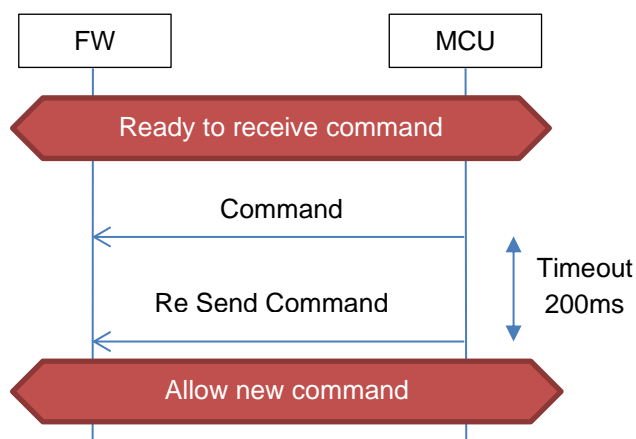 FW
MCU
Ready to receive command
Command
Timeout
200ms
Re Send Command
Allow new command